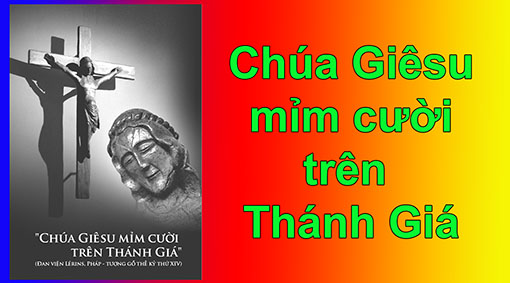 "CHÚA GIÊSU MỈM CƯỜI
TRÊN THÁNH GIÁ"
(ĐAN VIỆN LÉRINS, PHÁP - TƯỢNG GỖ THẾ KỶ THỨ XIV)
Chúa Giêsu
mỉm cười
trên
Thánh Giá